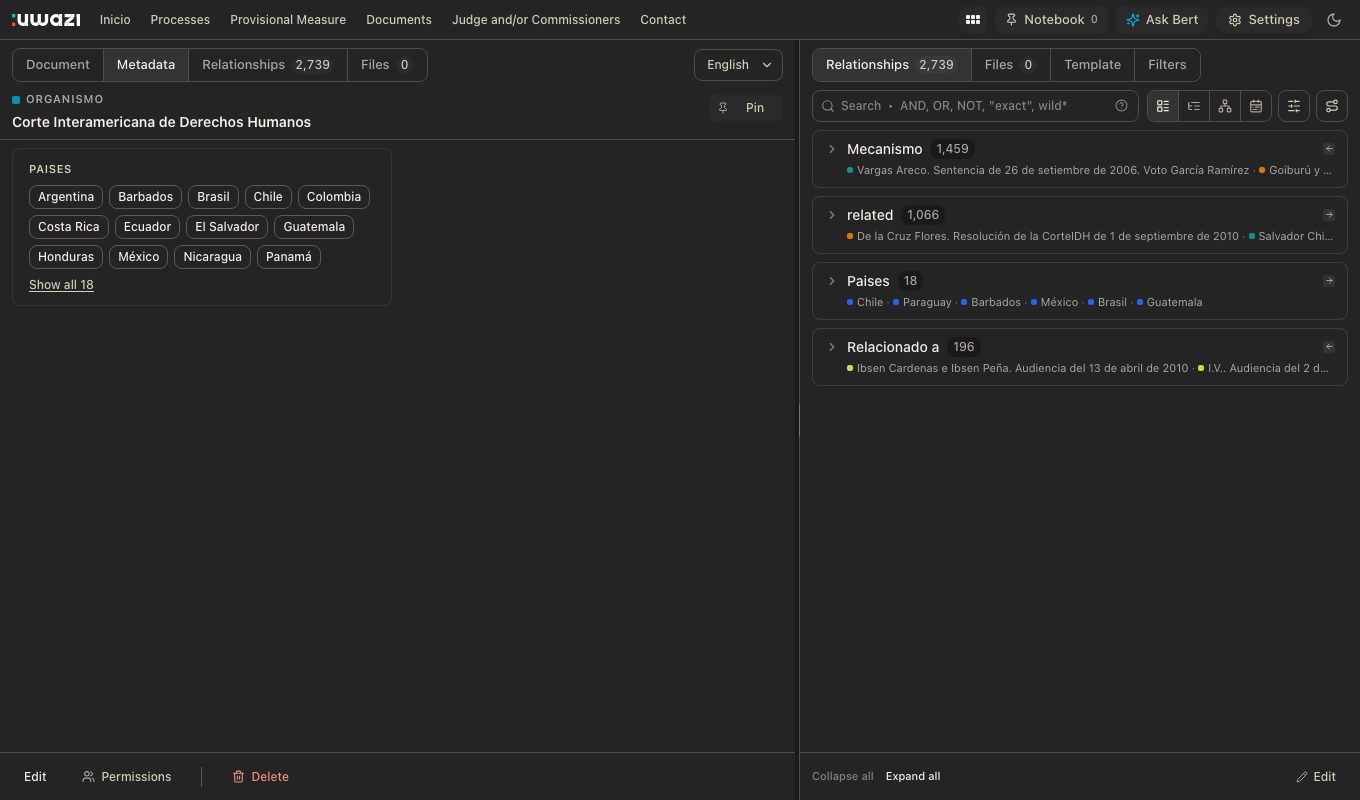 uwazi Inicio Processes Provisional Measure Documents Judge and/or Commissioners Contact Notebook 0 Ask Bert Settings
Document Metadata Relationships 2,739 Files 0 English
ORGANISMO
Corte Interamericana de Derechos Humanos
Pin
PAISES
Argentina Barbados Brasil Chile Colombia
Costa Rica Ecuador El Salvador Guatemala
Honduras México Nicaragua Panamá
Show all 18
Edit Permissions Delete
Relationships 2,739 Files 0 Template Filters
Search • AND, OR, NOT, "exact", wild*
Mecanismo 1,459
Vargas Areco. Sentencia de 26 de setiembre de 2006. Voto García Ramírez · Goiburú y ...
related 1,066
De la Cruz Flores. Resolución de la CorteIDH de 1 de septiembre de 2010 · Salvador Chi...
Paises 18
Chile · Paraguay · Barbados · México · Brasil · Guatemala
Relacionado a 196
Ibsen Cardenas e Ibsen Peña. Audiencia del 13 de abril de 2010 · I.V.. Audiencia del 2 d...
Collapse all Expand all Edit